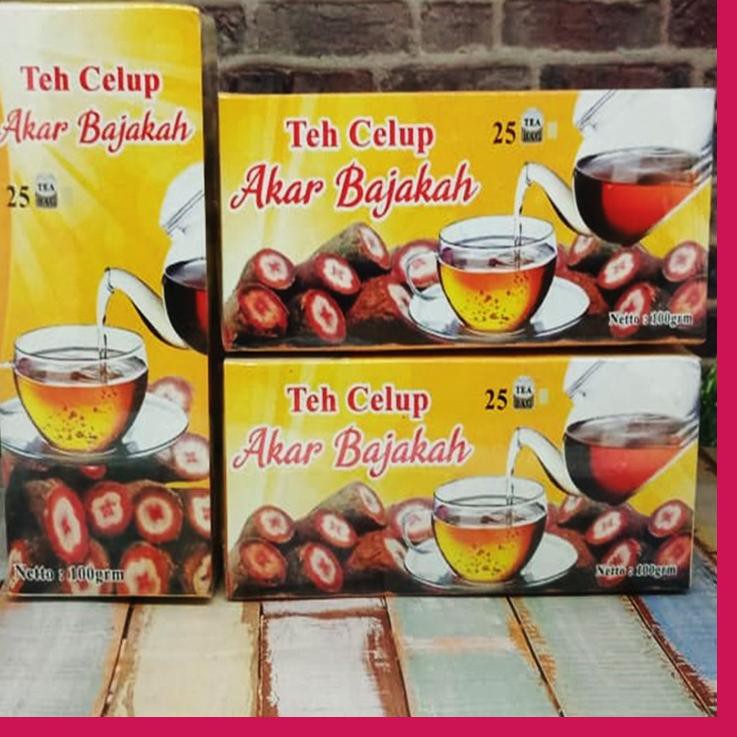 Teh Celup
Akar Bajakah
25 TEA BAG
Netto : 100grm
Teh Celup
Akar Bajakah
25 TEA BAG
Netto : 100grm
Teh Celup
Akar Bajakah
25 TEA BAG
Netto : 100grm